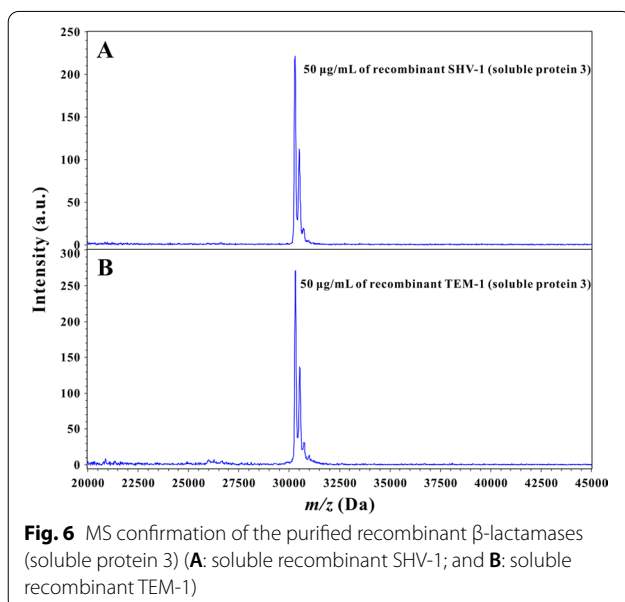 250
A
50 µg/mL of recombinant SHV-1 (soluble protein 3)
200
150
100
50
0
Intensity (a.u.)
300
B
50 µg/mL of recombinant TEM-1 (soluble protein 3)
250
200
150
100
50
0
20000 22500 25000 27500 30000 32500 35000 37500 40000 42500 45000
m/z (Da)
Fig. 6 MS confirmation of the purified recombinant β-lactamases
(soluble protein 3) (A: soluble recombinant SHV-1; and B: soluble
recombinant TEM-1)